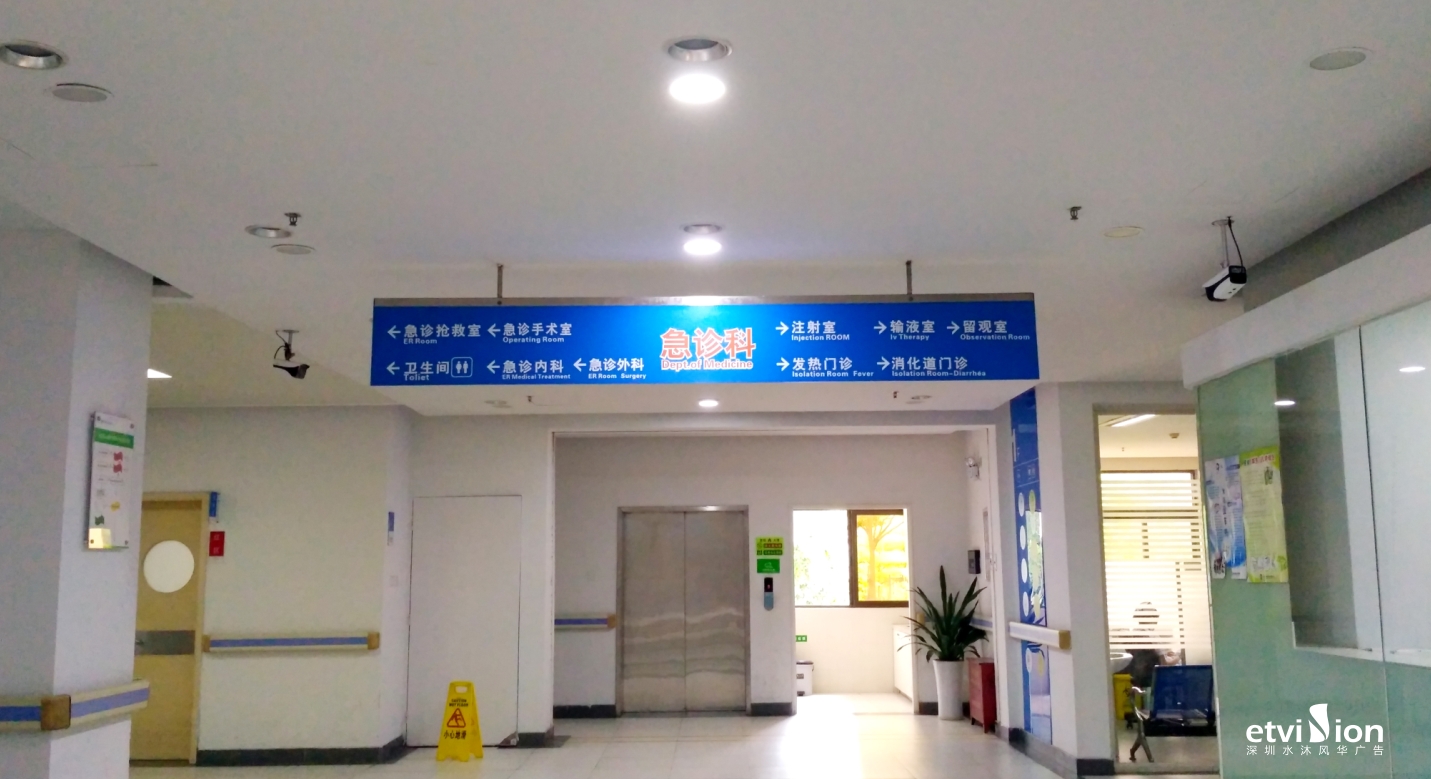 急诊抢救室
ER Room
急诊手术室
Operating Room
卫生间
Toliet
急诊内科
ER Medical Treatment
急诊外科
ER Room Surgery
急诊科
Dept.of Medicine
注射室
Injection ROOM
输液室
Iv Therapy
留观室
Observation Room
发热门诊
Isolation Room Fever
消化道门诊
Isolation Room-Diarrhea
小心地滑
etvision
深圳水沐风华广告